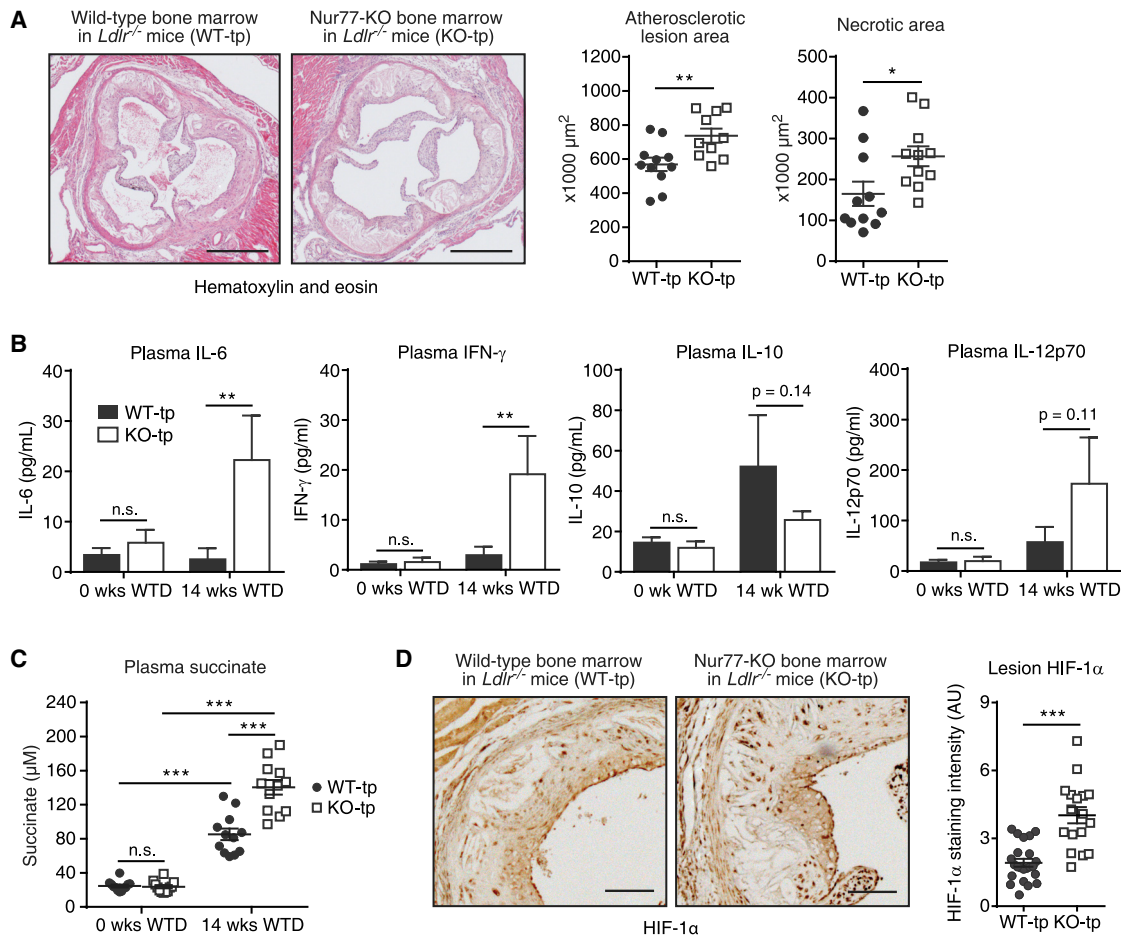 A
Wild-type bone marrow
in Ldlr-/- mice (WT-tp)
Nur77-KO bone marrow
in Ldlr-/- mice (KO-tp)
Hematoxylin and eosin
Atherosclerotic
lesion area
x1000 µm²
1200
1000
800
600
400
200
0
**
WT-tp KO-tp
Necrotic area
x1000 µm²
500
400
300
200
100
0
*
WT-tp KO-tp
B
Plasma IL-6
IL-6 (pg/mL)
40
30
20
10
0
WT-tp
KO-tp
n.s.
**
0 wks WTD 14 wks WTD
Plasma IFN-γ
IFN-γ (pg/ml)
40
30
20
10
0
n.s.
**
0 wks WTD 14 wks WTD
Plasma IL-10
IL-10 (pg/mL)
100
80
60
40
20
0
n.s.
p = 0.14
0 wk WTD 14 wk WTD
Plasma IL-12p70
IL-12p70 (pg/ml)
400
300
200
100
0
n.s.
p = 0.11
0 wks WTD 14 wks WTD
C
Plasma succinate
Succinate (µM)
240
200
160
120
80
40
0
***
***
***
n.s.
WT-tp
KO-tp
0 wks WTD 14 wks WTD
D
Wild-type bone marrow
in Ldlr-/- mice (WT-tp)
Nur77-KO bone marrow
in Ldlr-/- mice (KO-tp)
HIF-1α
Lesion HIF-1α
HIF-1α staining intensity (AU)
9
6
3
0
***
WT-tp KO-tp